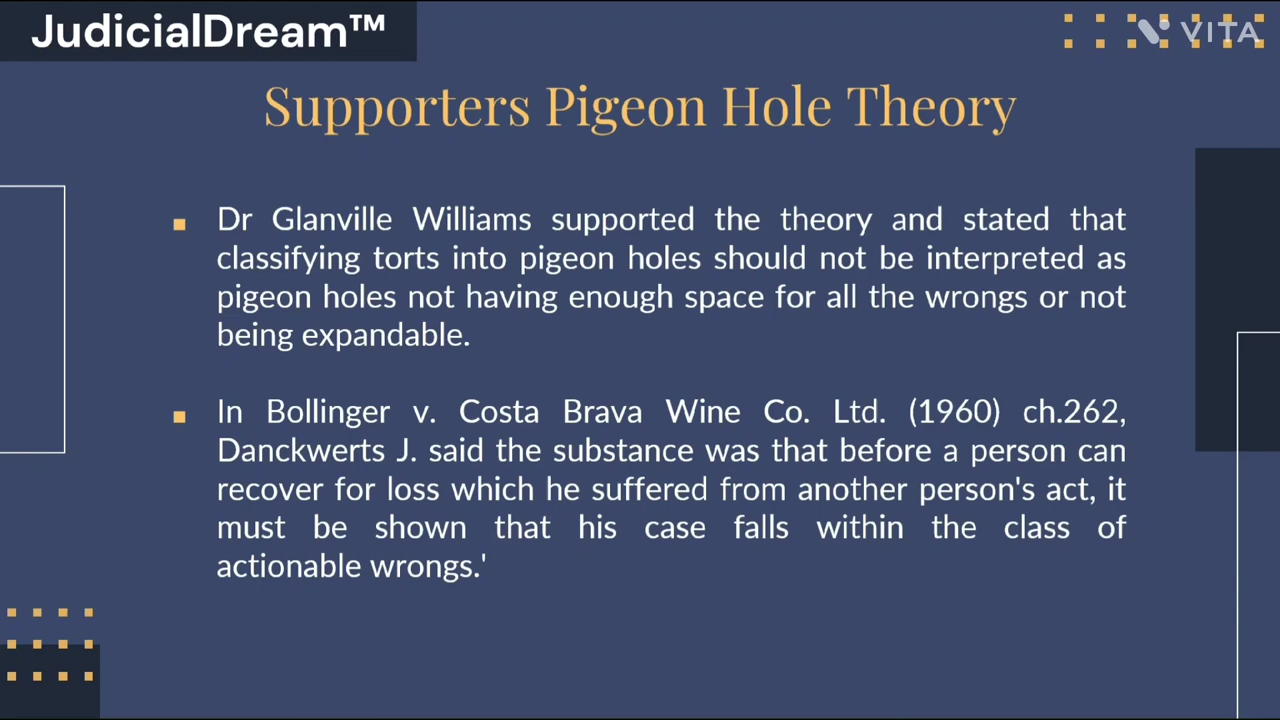 JudicialDream™
VITA
Supporters Pigeon Hole Theory
Dr Glanville Williams supported the theory and stated that
classifying torts into pigeon holes should not be interpreted as
pigeon holes not having enough space for all the wrongs or not
being expandable.
In Bollinger v. Costa Brava Wine Co. Ltd. (1960) ch.262,
Danckwerts J. said the substance was that before a person can
recover for loss which he suffered from another person's act, it
must be shown that his case falls within the class of
actionable wrongs.'